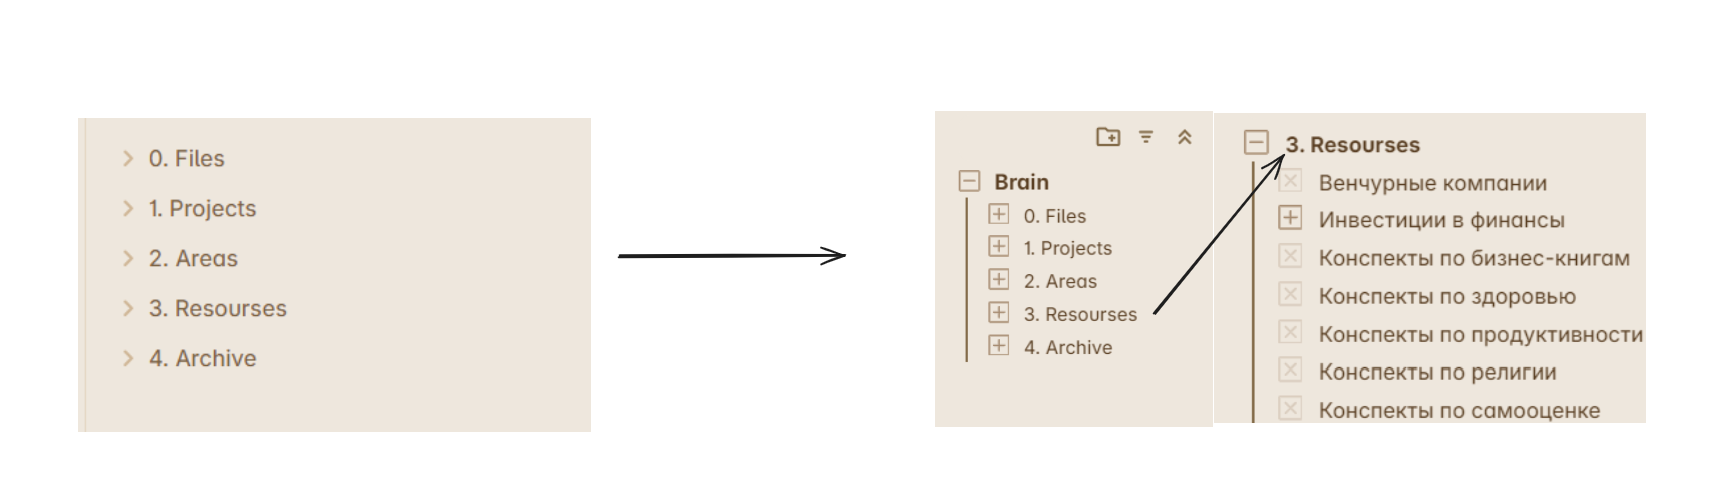 0. Files
1. Projects
2. Areas
3. Resourses
4. Archive
Brain
0. Files
1. Projects
2. Areas
3. Resourses
4. Archive
3. Resourses
Венчурные компании
Инвестиции в финансы
Конспекты по бизнес-книгам
Конспекты по здоровью
Конспекты по продуктивности
Конспекты по религии
Конспекты по самооценке